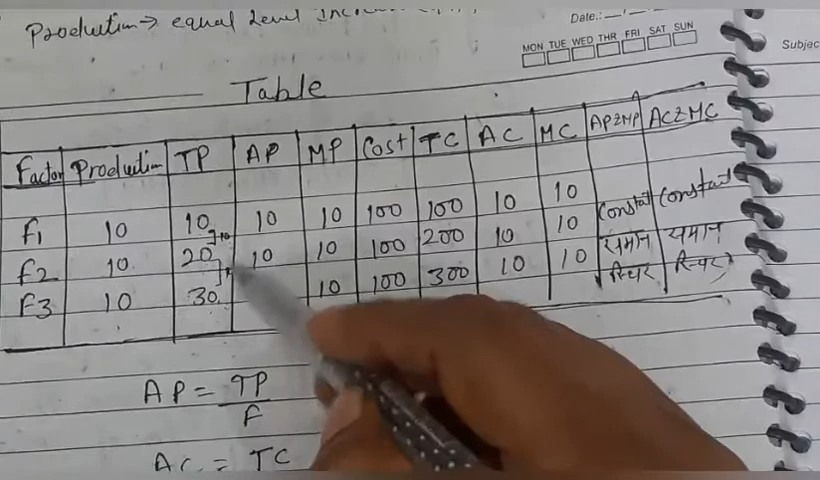 Production → equal Level
Date:
MON TUE WED THR FRI SAT SUN
Subjec
Table
Factor Production TP AP MP Cost TC AC MC AP≥MP AC≥MC
F1 10 10 10 10 100 100 10 10 Constant Constant
F2 10 20 10 10 100 200 10 10 समान समान
F3 10 30 10 100 300 10 10 स्थिर स्थिर
AP = TP
F
AC = TC